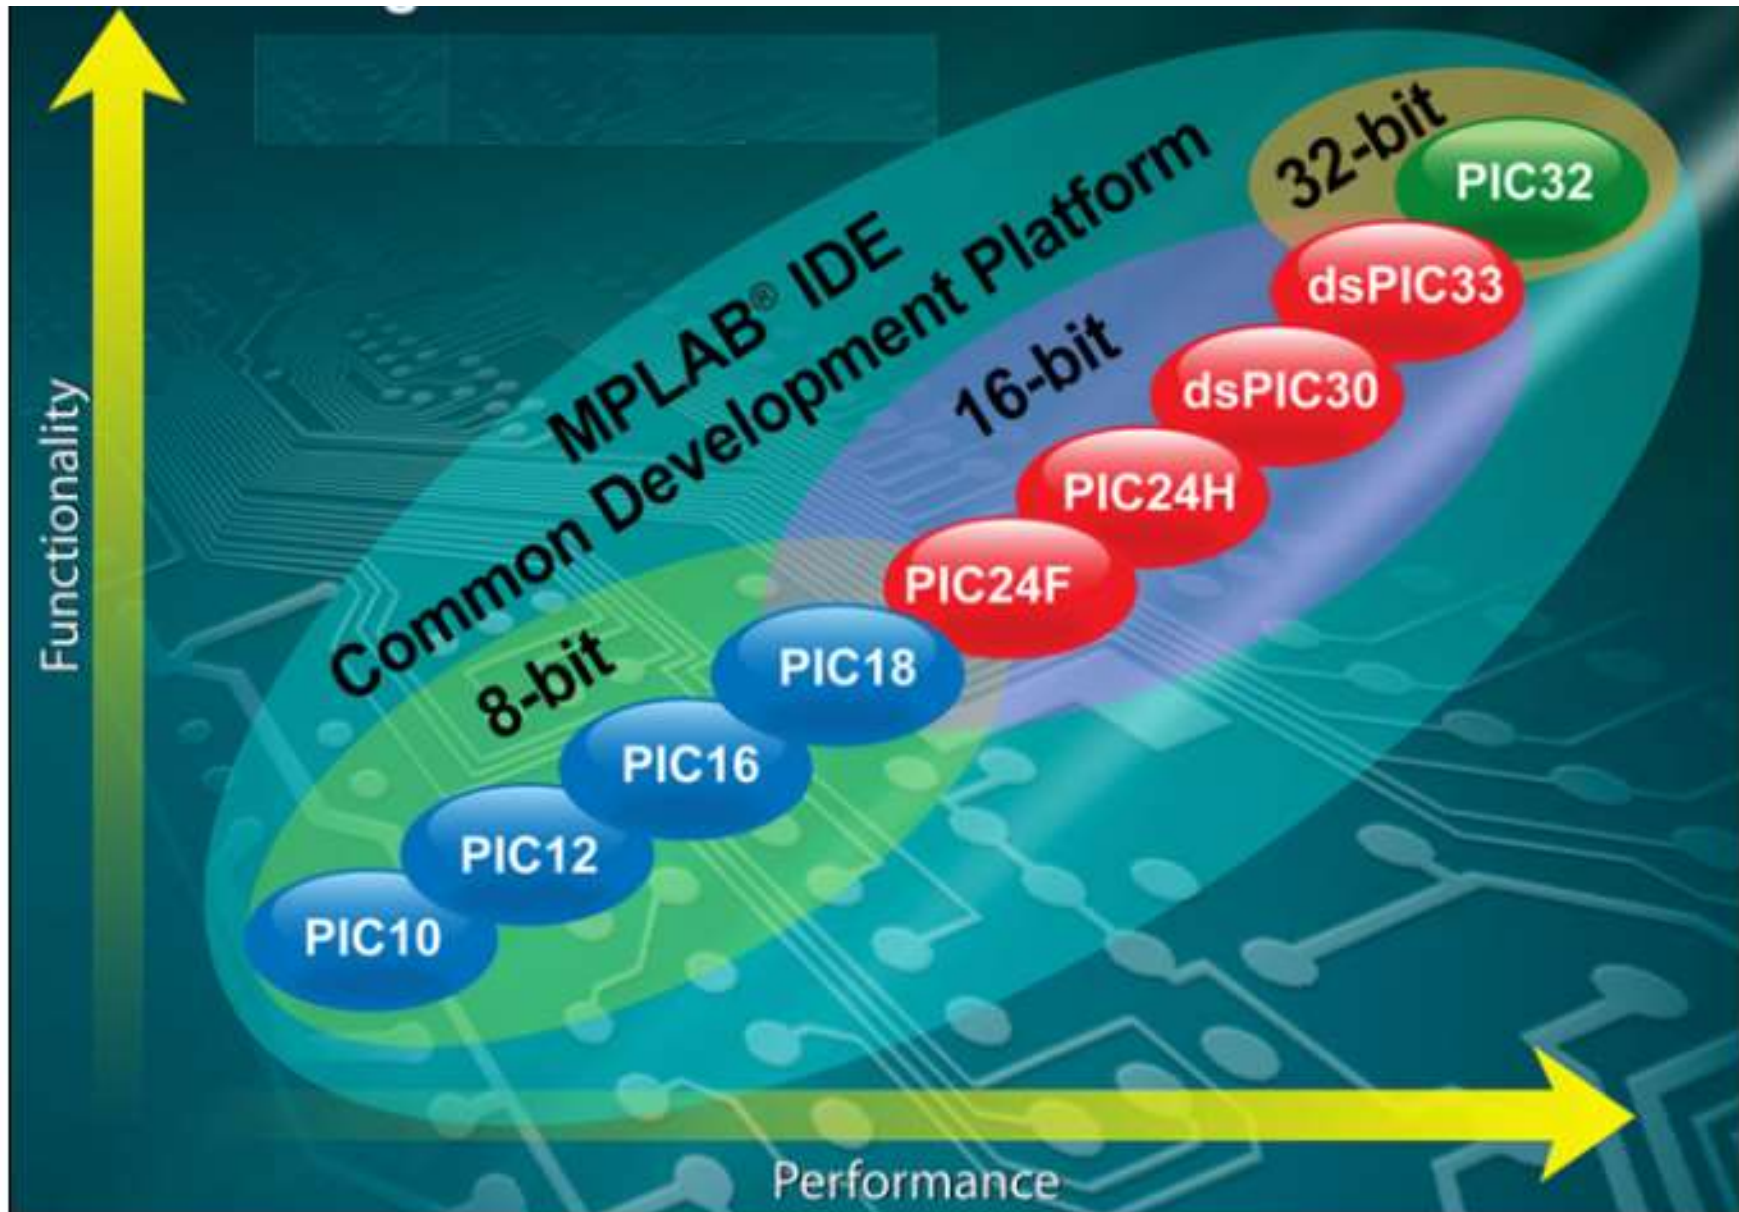 MPLAB® IDE
Common Development Platform
32-bit
PIC32
dsPIC33
16-bit
dsPIC30
PIC24H
PIC24F
8-bit
PIC18
PIC16
PIC12
PIC10
Functionality
Performance